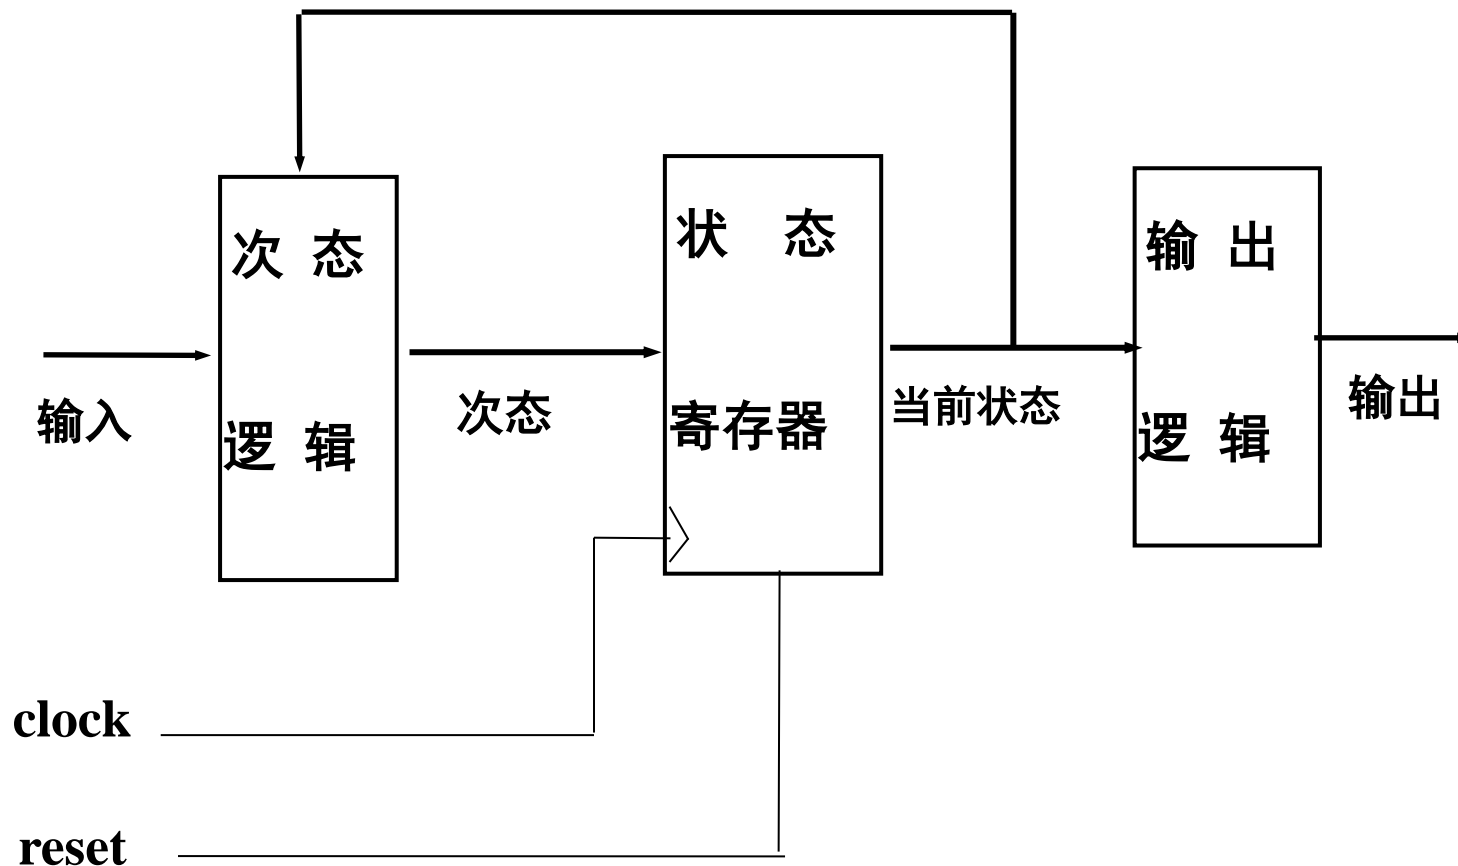 次 态
逻 辑
状 态
寄存器
输 出
逻 辑
输入
次态
当前状态
输出
clock
reset